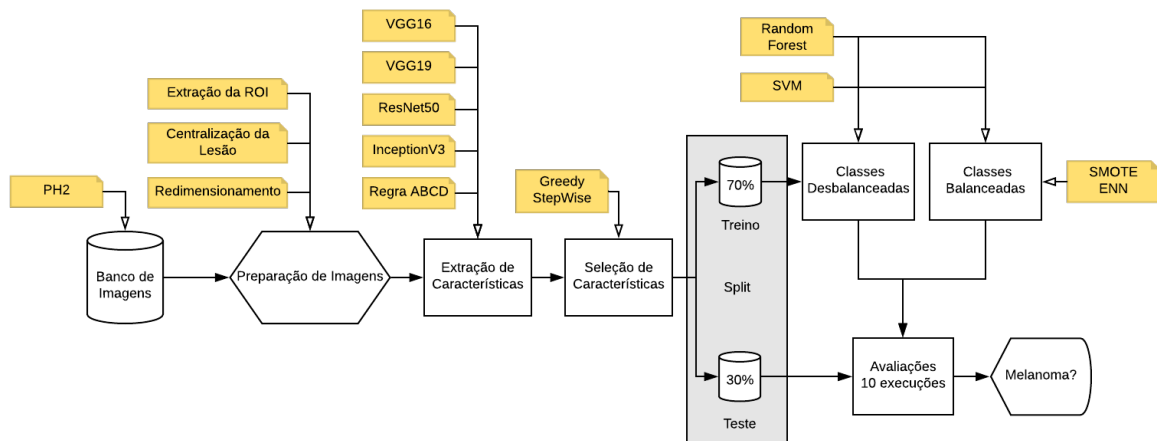 VGG16
VGG19
ResNet50
InceptionV3
Regra ABCD
Extração da ROI
Centralização da
Lesão
Redimensionamento
PH2
Greedy
StepWise
Random
Forest
SVM
SMOTE
ENN
Banco de
Imagens
Preparação de Imagens
Extração de
Características
Seleção de
Características
70%
Treino
Split
30%
Teste
Classes
Desbalanceadas
Classes
Balanceadas
Avaliações
10 execuções
Melanoma?